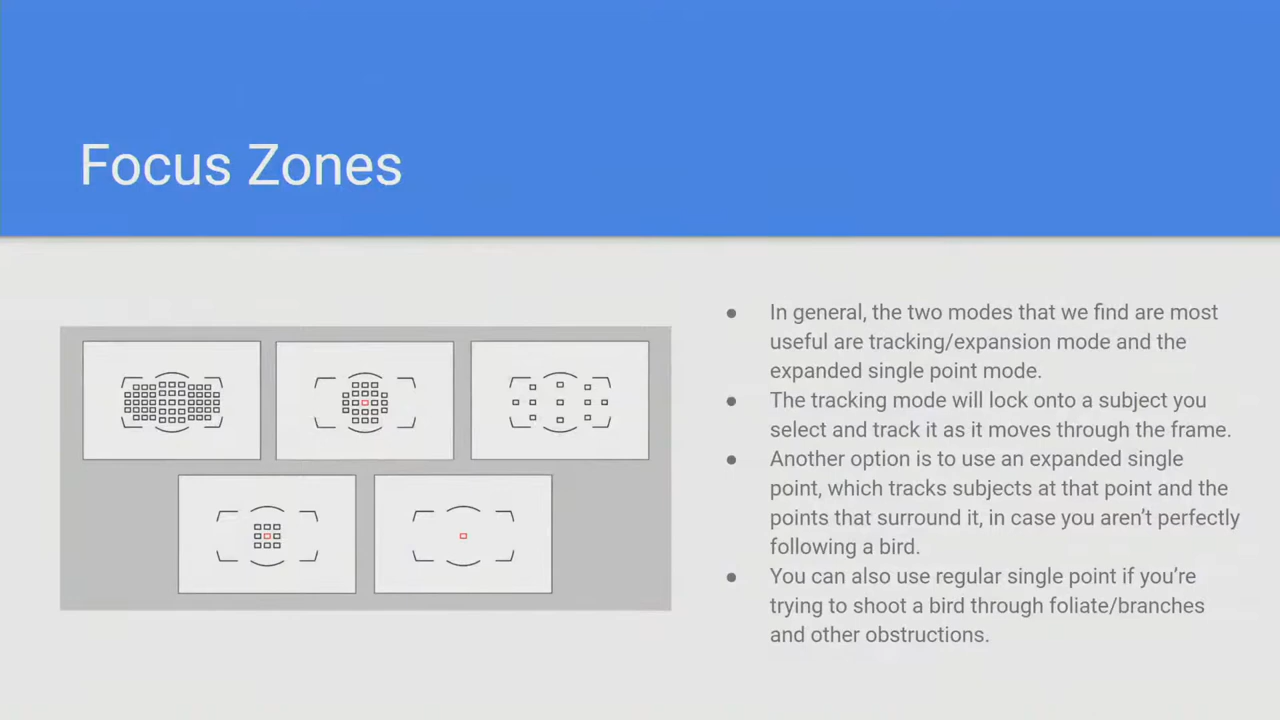 Focus Zones
● In general, the two modes that we find are most
useful are tracking/expansion mode and the
expanded single point mode.
● The tracking mode will lock onto a subject you
select and track it as it moves through the frame.
● Another option is to use an expanded single
point, which tracks subjects at that point and the
points that surround it, in case you aren’t perfectly
following a bird.
● You can also use regular single point if you’re
trying to shoot a bird through foliate/branches
and other obstructions.